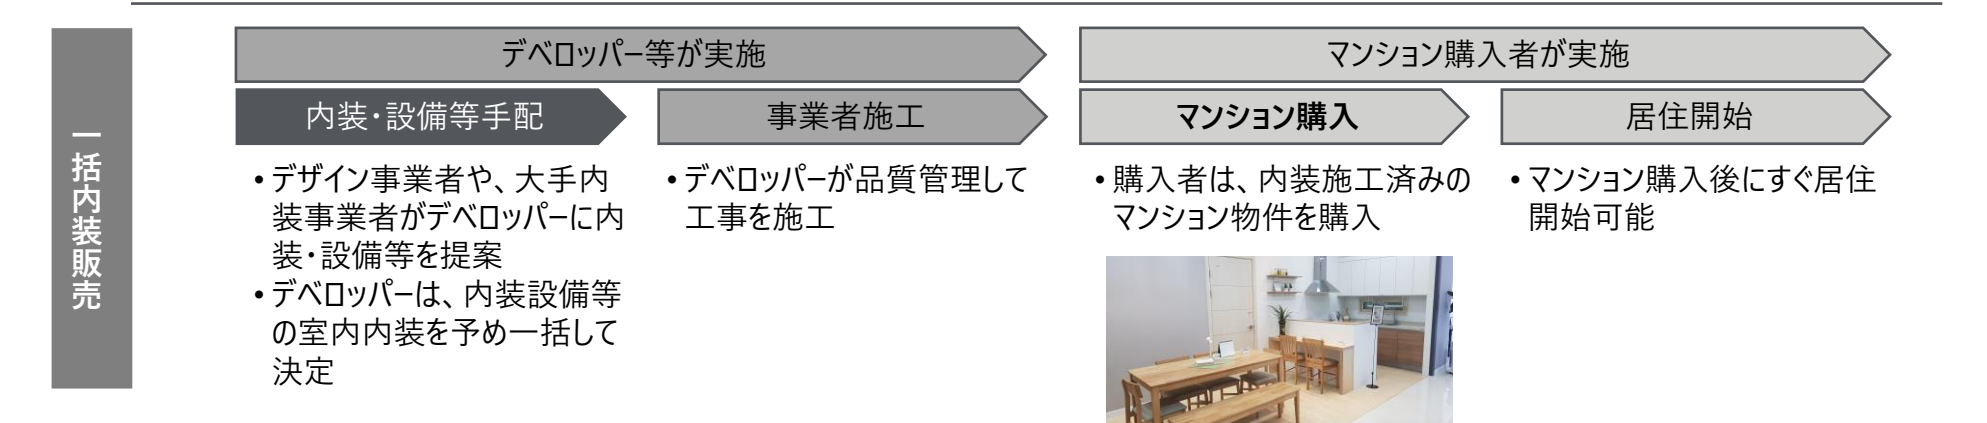 一括内装販売
デベロッパー等が実施
マンション購入者が実施
内装・設備等手配
事業者施工
マンション購入
居住開始
• デザイン事業者や、大手内
装事業者がデベロッパーに内
装・設備等を提案
• デベロッパーは、内装設備等
の室内内装を予め一括して
決定
• デベロッパーが品質管理して
工事を施工
• 購入者は、内装施工済みの
マンション物件を購入
• マンション購入後にすぐ居住
開始可能